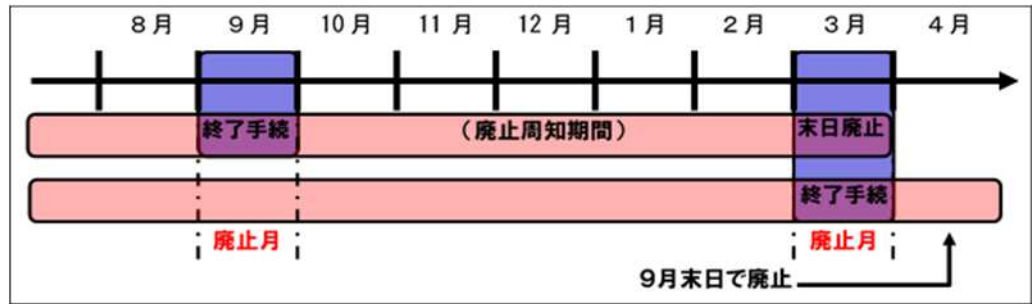 8月 9月 10月 11月 12月 1月 2月 3月 4月
終了手続 (廃止周知期間) 末日廃止
終了手続
廃止月 廃止月
9月末日で廃止